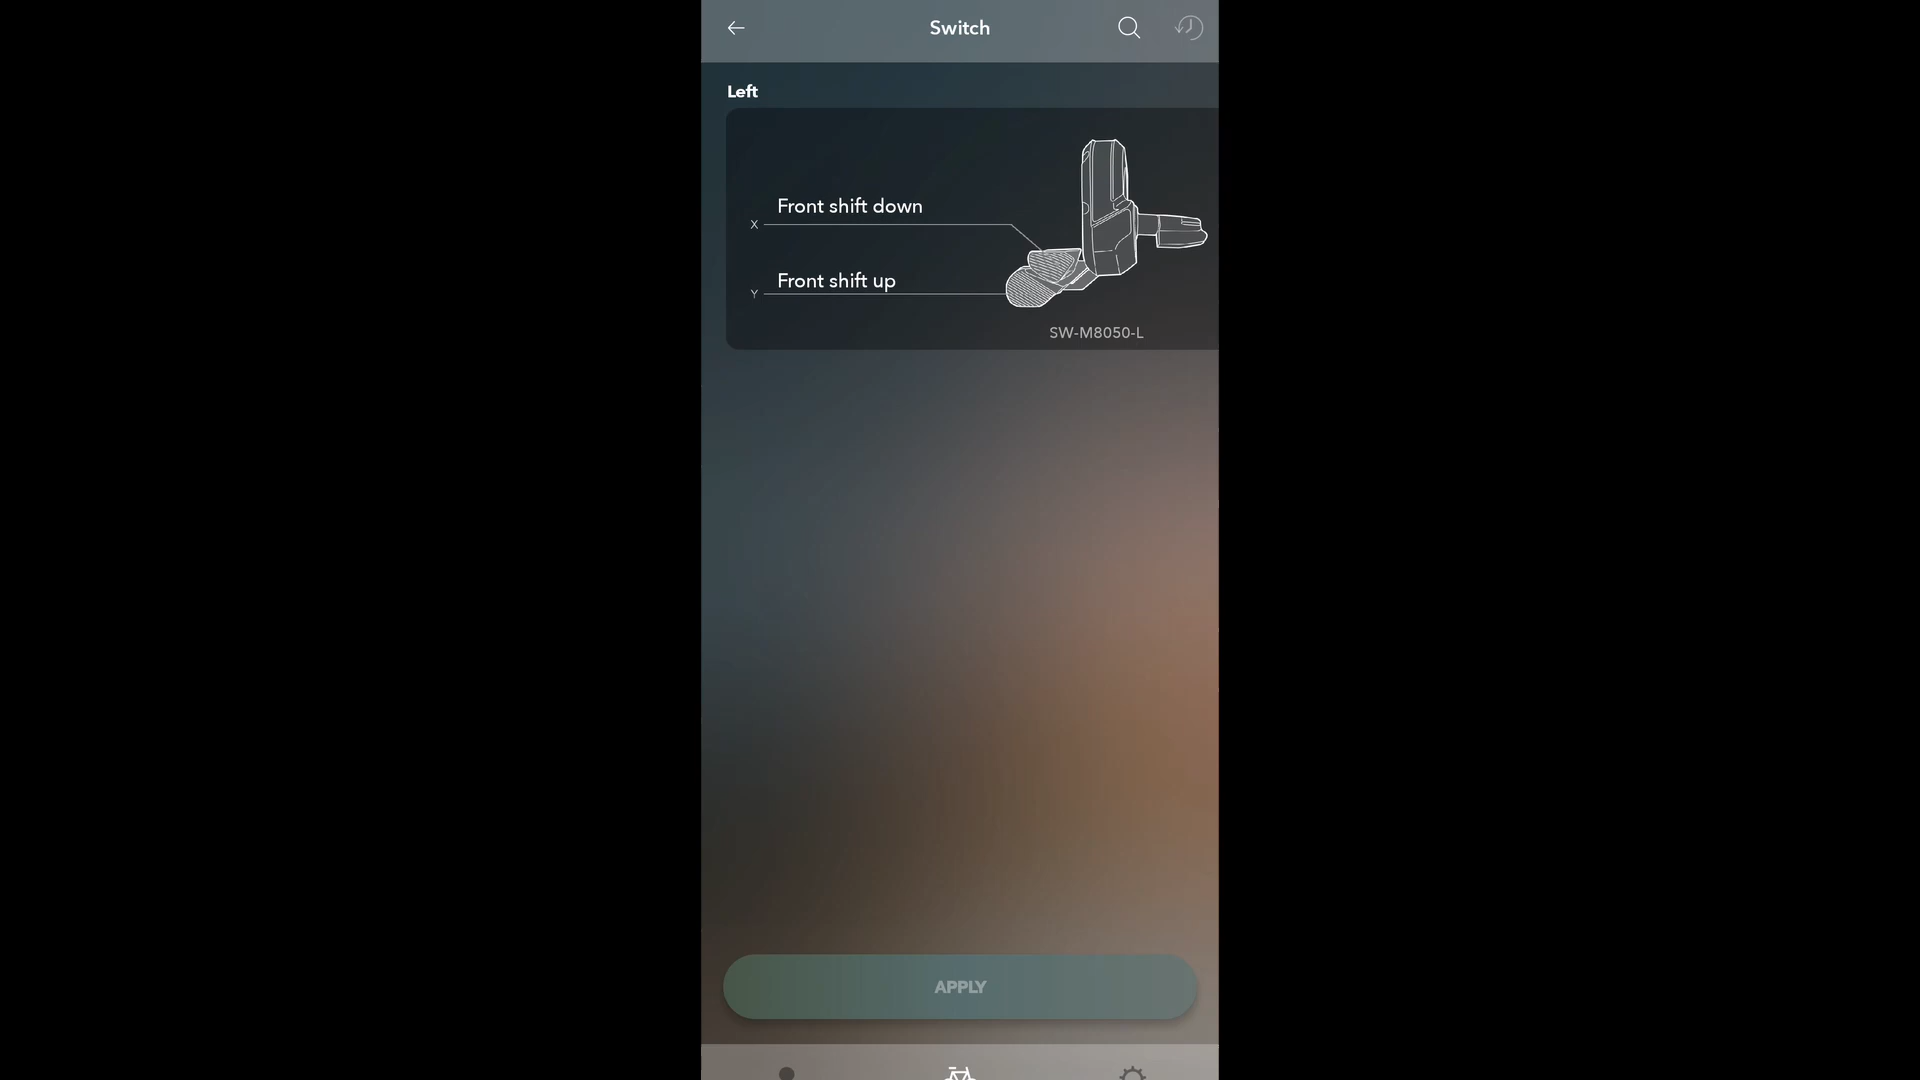 Switch
Left
Front shift down
X
Front shift up
Y
SW-M8050-L
APPLY